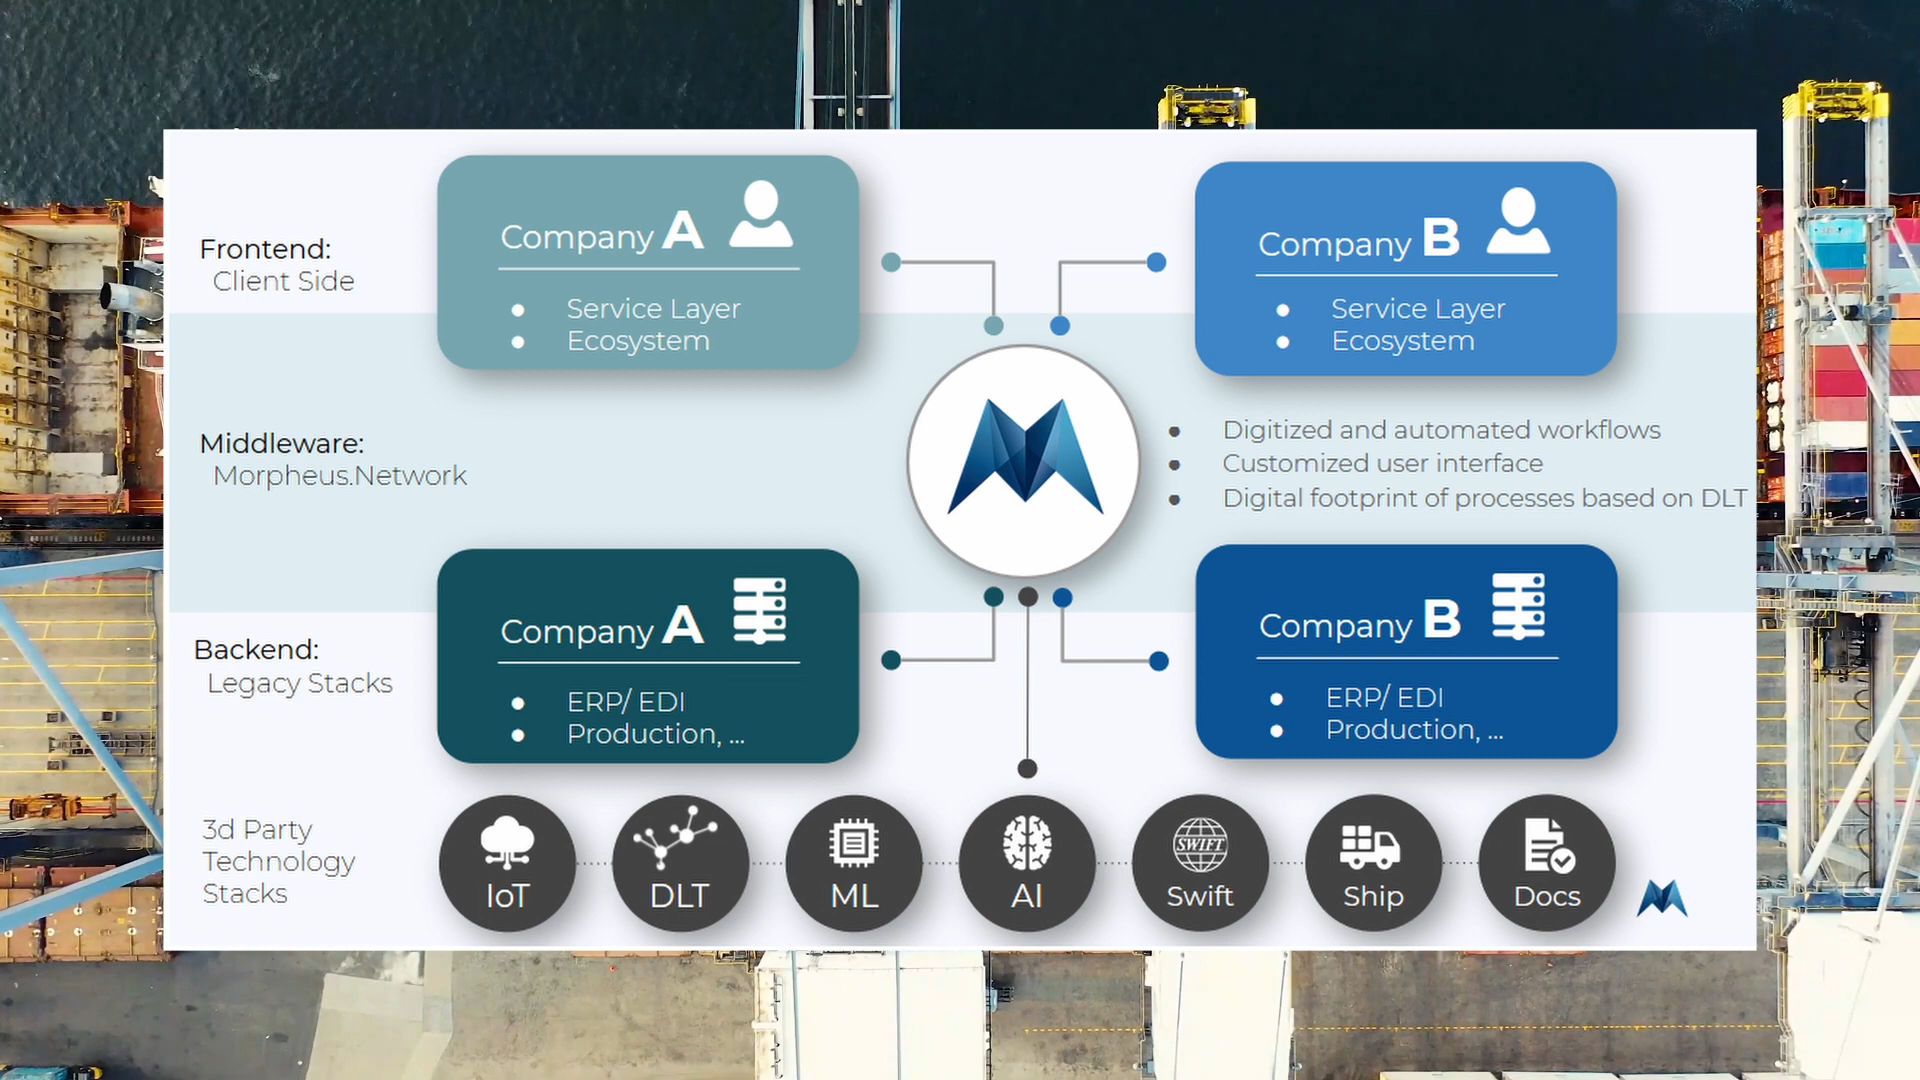 Company A
Service Layer
Ecosystem
Company B
Service Layer
Ecosystem
Frontend:
Client Side
Middleware:
Morpheus.Network
Digitized and automated workflows
Customized user interface
Digital footprint of processes based on DLT
Backend:
Legacy Stacks
Company A
ERP/ EDI
Production, ...
Company B
ERP/ EDI
Production, ...
3d Party
Technology
Stacks
IoT
DLT
ML
AI
SWIFT
Swift
Ship
Docs